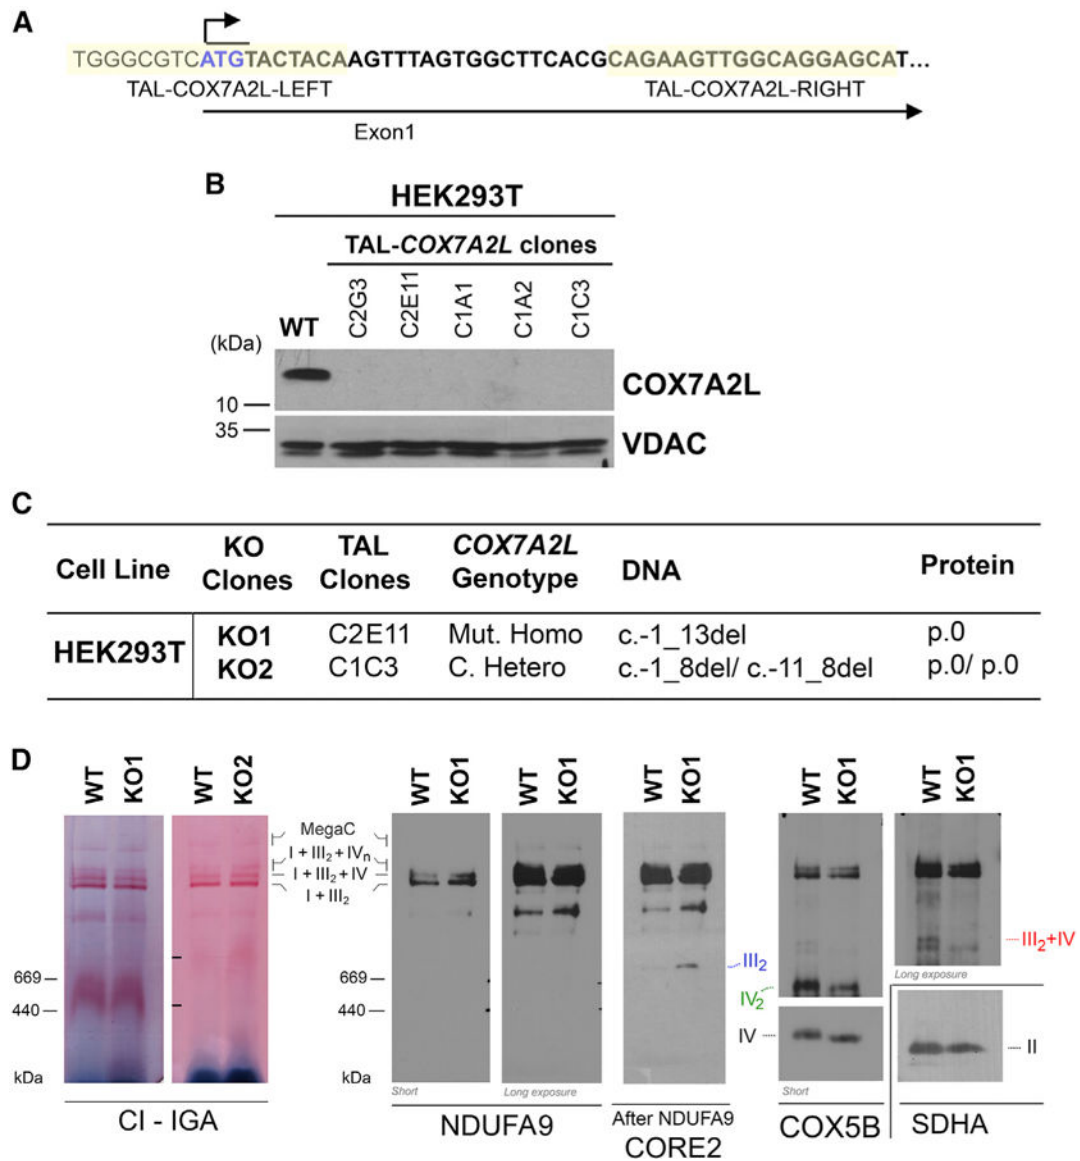 A
TGGGCGTCATGTACTACAAGTTTAGTGGCTTCACGCAGAAGTTGGCAGGAGCAT...
TAL-COX7A2L-LEFT TAL-COX7A2L-RIGHT
Exon1
B
HEK293T
TAL-COX7A2L clones
WT C2G3 C2E11 C1A1 C1A2 C1C3
(kDa)
COX7A2L
10
35
VDAC
C
Cell Line KO Clones TAL Clones COX7A2L Genotype DNA Protein
HEK293T KO1 C2E11 Mut. Homo c.-1_13del p.0
KO2 C1C3 C. Hetero c.-1_8del/ c.-11_8del p.0/ p.0
D
WT KO1 WT KO2 WT KO1 WT KO1 WT KO1 WT KO1 WT KO1
MegaC
I + III₂ + IVn
I + III₂ + IV
I + III₂
III₂+IV
III₂
Long exposure
669
IV₂
440
IV
II
kDa kDa
Short Long exposure Short
CI - IGA
NDUFA9
After NDUFA9
CORE2
COX5B
SDHA